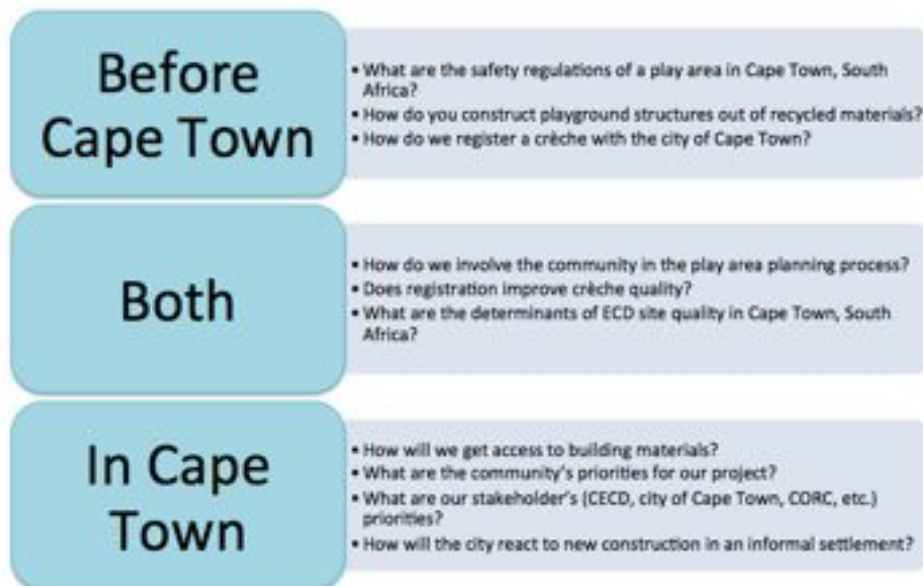 Before
Cape Town
• What are the safety regulations of a play area in Cape Town, South
Africa?
• How do you construct playground structures out of recycled materials?
• How do we register a crèche with the city of Cape Town?
Both
• How do we involve the community in the play area planning process?
• Does registration improve crèche quality?
• What are the determinants of ECD site quality in Cape Town, South
Africa?
In Cape
Town
• How will we get access to building materials?
• What are the community's priorities for our project?
• What are our stakeholder's (CECD, city of Cape Town, CORC, etc.)
priorities?
• How will the city react to new construction in an informal settlement?